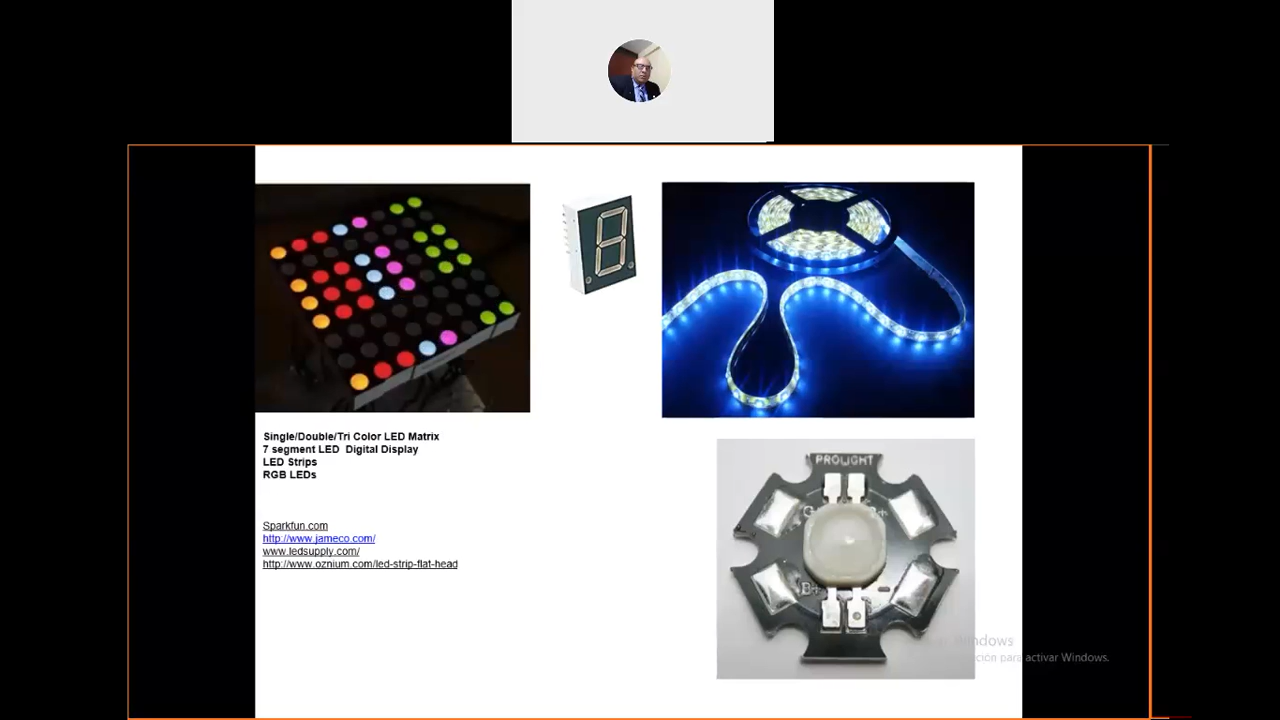 Single/Double/Tri Color LED Matrix
7 segment LED Digital Display
LED Strips
RGB LEDs
Sparkfun.com
http://www.jameco.com/
www.ledsupply.com/
http://www.oznium.com/led-strip-flat-head
PROLIGHT
G+
B+
ción para activar Windows.